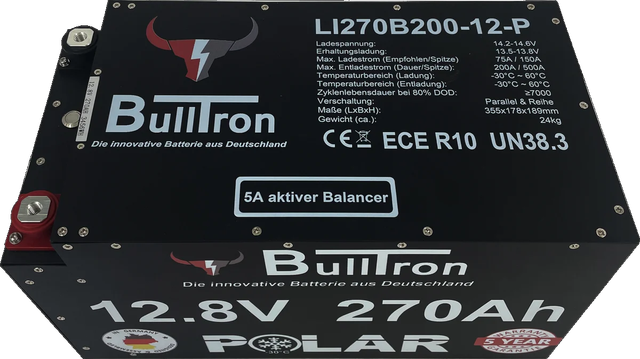 LI270B200-12-P
Ladespannung: 14.2-14.6V
Erhaltungsladung: 13.5-13.8V
Max. Ladestrom (Empfohlen/Spitze) 75A / 150A
Max. Entladestrom (Dauer/Spitze): 200A / 500A
Temperaturbereich (Ladung): -30°C ~ 60°C
Temperaturbereich (Entladung): -30°C ~ 60°C
Zyklenlebensdauer bei 80% DOD: ≥7000
Verschaltung: Parallel & Reihe
Maße (LxBxH): 355x178x189mm
Gewicht (ca.): 24kg
BullTron
Die innovative Batterie aus Deutschland
CE ECE R10 UN38.3
5A aktiver Balancer
BullTron
Die innovative Batterie aus Deutschland
12.8V 270Ah
POLAR
-30°C
5 YEAR